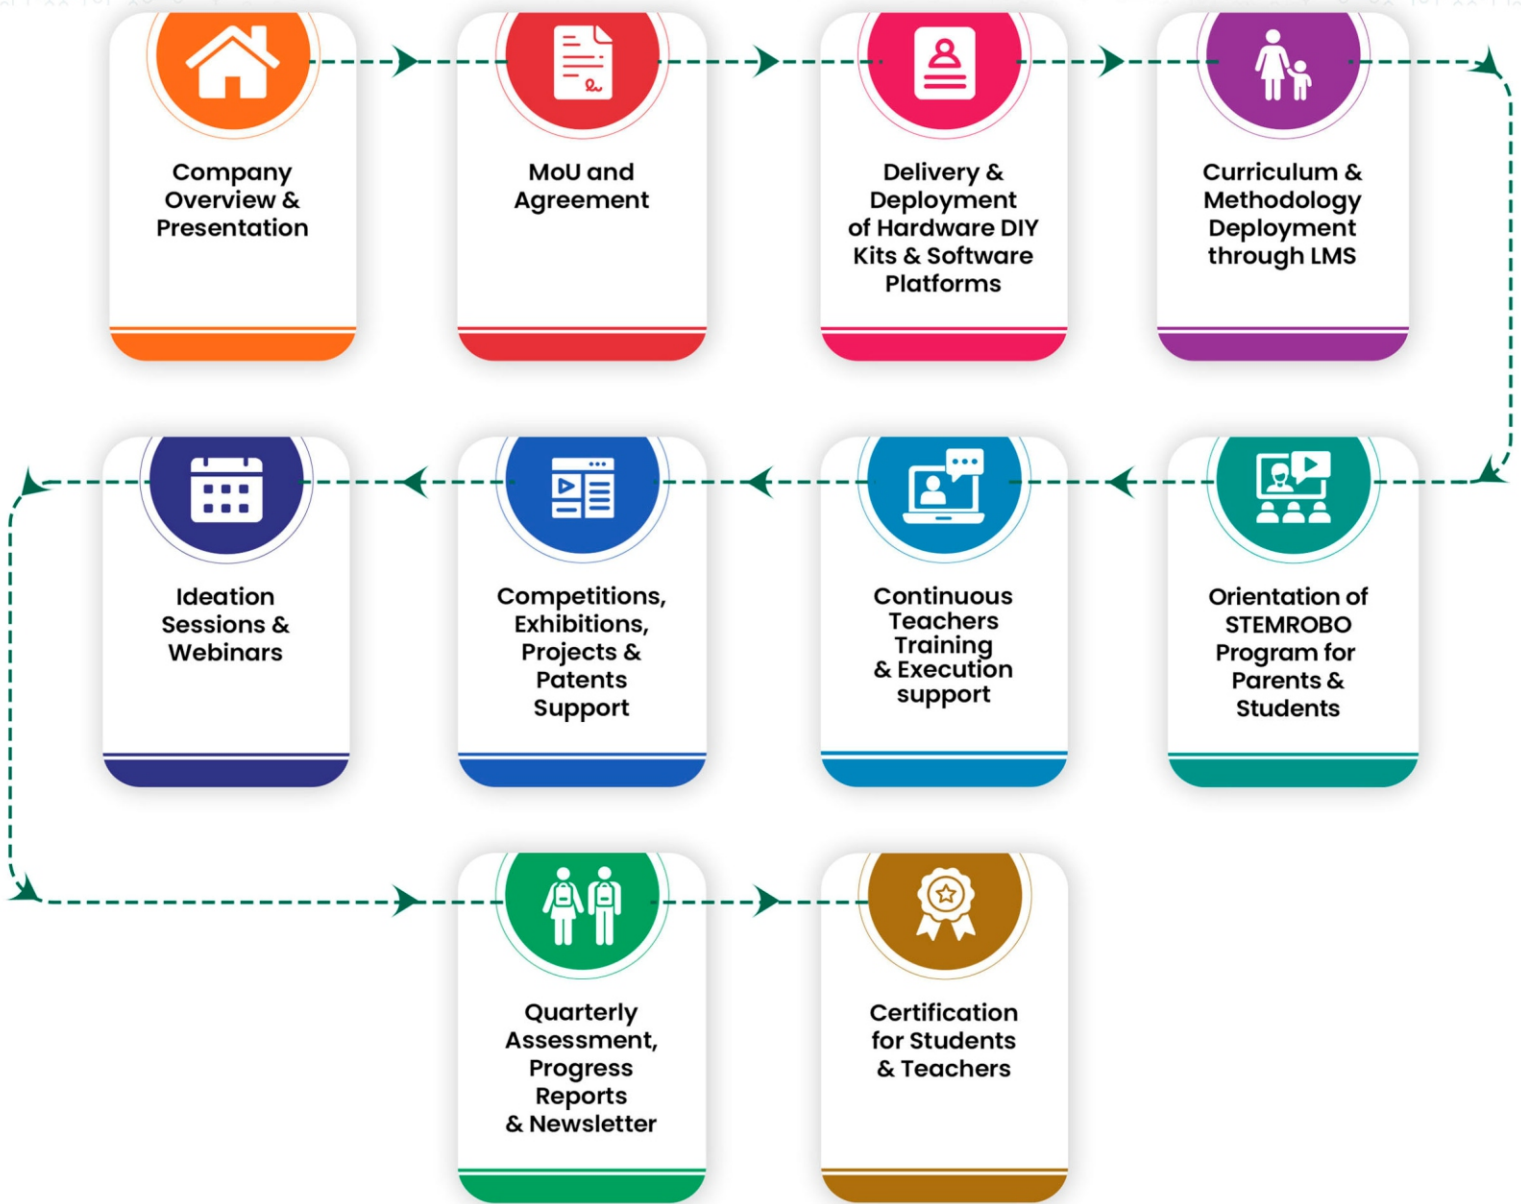 Company
Overview &
Presentation
MoU and
Agreement
Delivery &
Deployment
of Hardware DIY
Kits & Software
Platforms
Curriculum &
Methodology
Deployment
through LMS
Orientation of
STEMROBO
Program for
Parents &
Students
Continuous
Teachers
Training
& Execution
support
Competitions,
Exhibitions,
Projects &
Patents
Support
Ideation
Sessions &
Webinars
Quarterly
Assessment,
Progress
Reports
& Newsletter
Certification
for Students
& Teachers